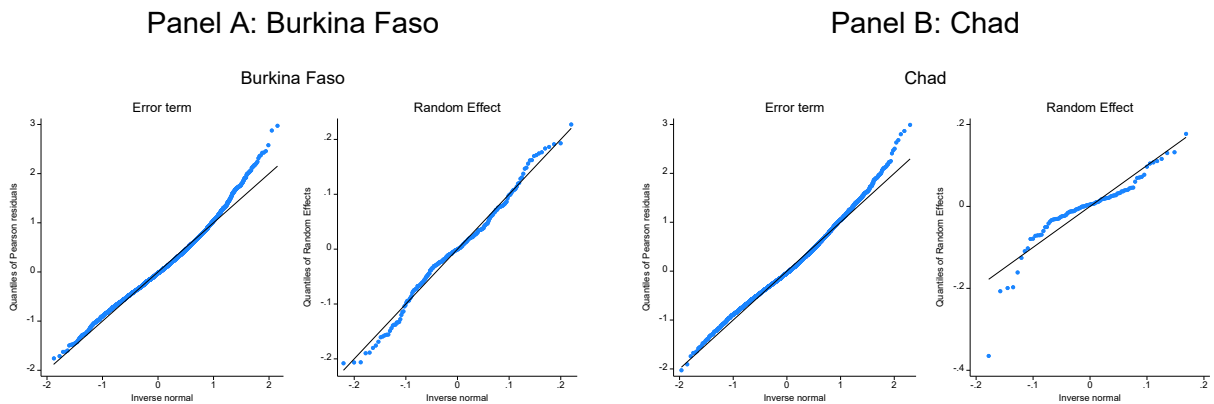 Panel A: Burkina Faso
Panel B: Chad
Burkina Faso
Error term
Quantiles of Pearson residuals
3
2
1
0
-1
-2
-2
-1
0
1
2
Inverse normal
Random Effect
Quantiles of Random Effects
.2
.1
0
-.1
-.2
-.2
-.1
0
.1
.2
Inverse normal
Chad
Error term
Quantiles of Pearson residuals
3
2
1
0
-1
-2
-2
-1
0
1
2
Inverse normal
Random Effect
Quantiles of Random Effects
.2
0
-.2
-.4
-.2
-.1
0
.1
.2
Inverse normal